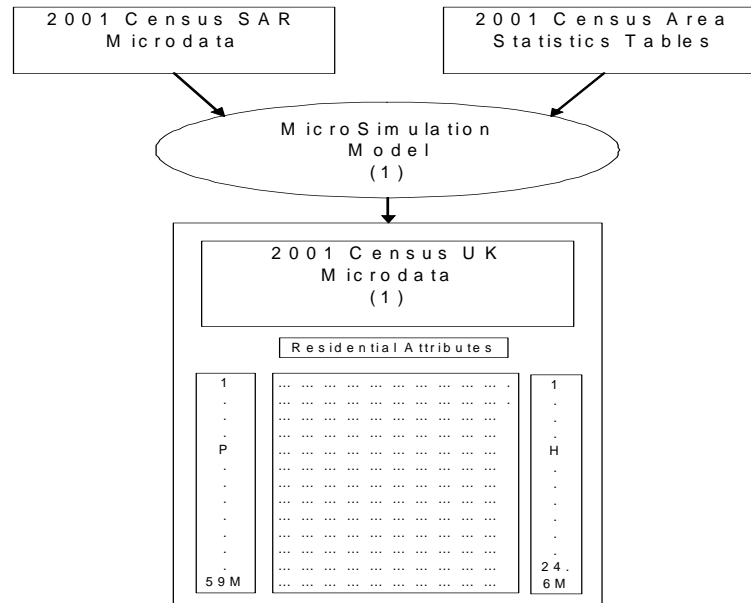 2001 Census SAR
Microdata
2001 Census Area
Statistics Tables
MicroSimulation
Model
(1)
2001 Census UK
Microdata
(1)
Residential Attributes
1
.
.
.
P
.
.
.
.
.
.
.
59M
... ... ... ... ... ... ... ... ... ... .
... ... ... ... ... ... ... ... ... ... .
... ... ... ... ... ... ... ... ... ...
... ... ... ... ... ... ... ... ... ...
... ... ... ... ... ... ... ... ... ...
... ... ... ... ... ... ... ... ... ...
... ... ... ... ... ... ... ... ... ...
... ... ... ... ... ... ... ... ... ...
... ... ... ... ... ... ... ... ... ...
... ... ... ... ... ... ... ... ... ...
... ... ... ... ... ... ... ... ... ...
... ... ... ... ... ... ... ... ... ...
... ... ... ... ... ... ... ... ... ...
1
.
.
.
H
.
.
.
.
.
.
24.
6M